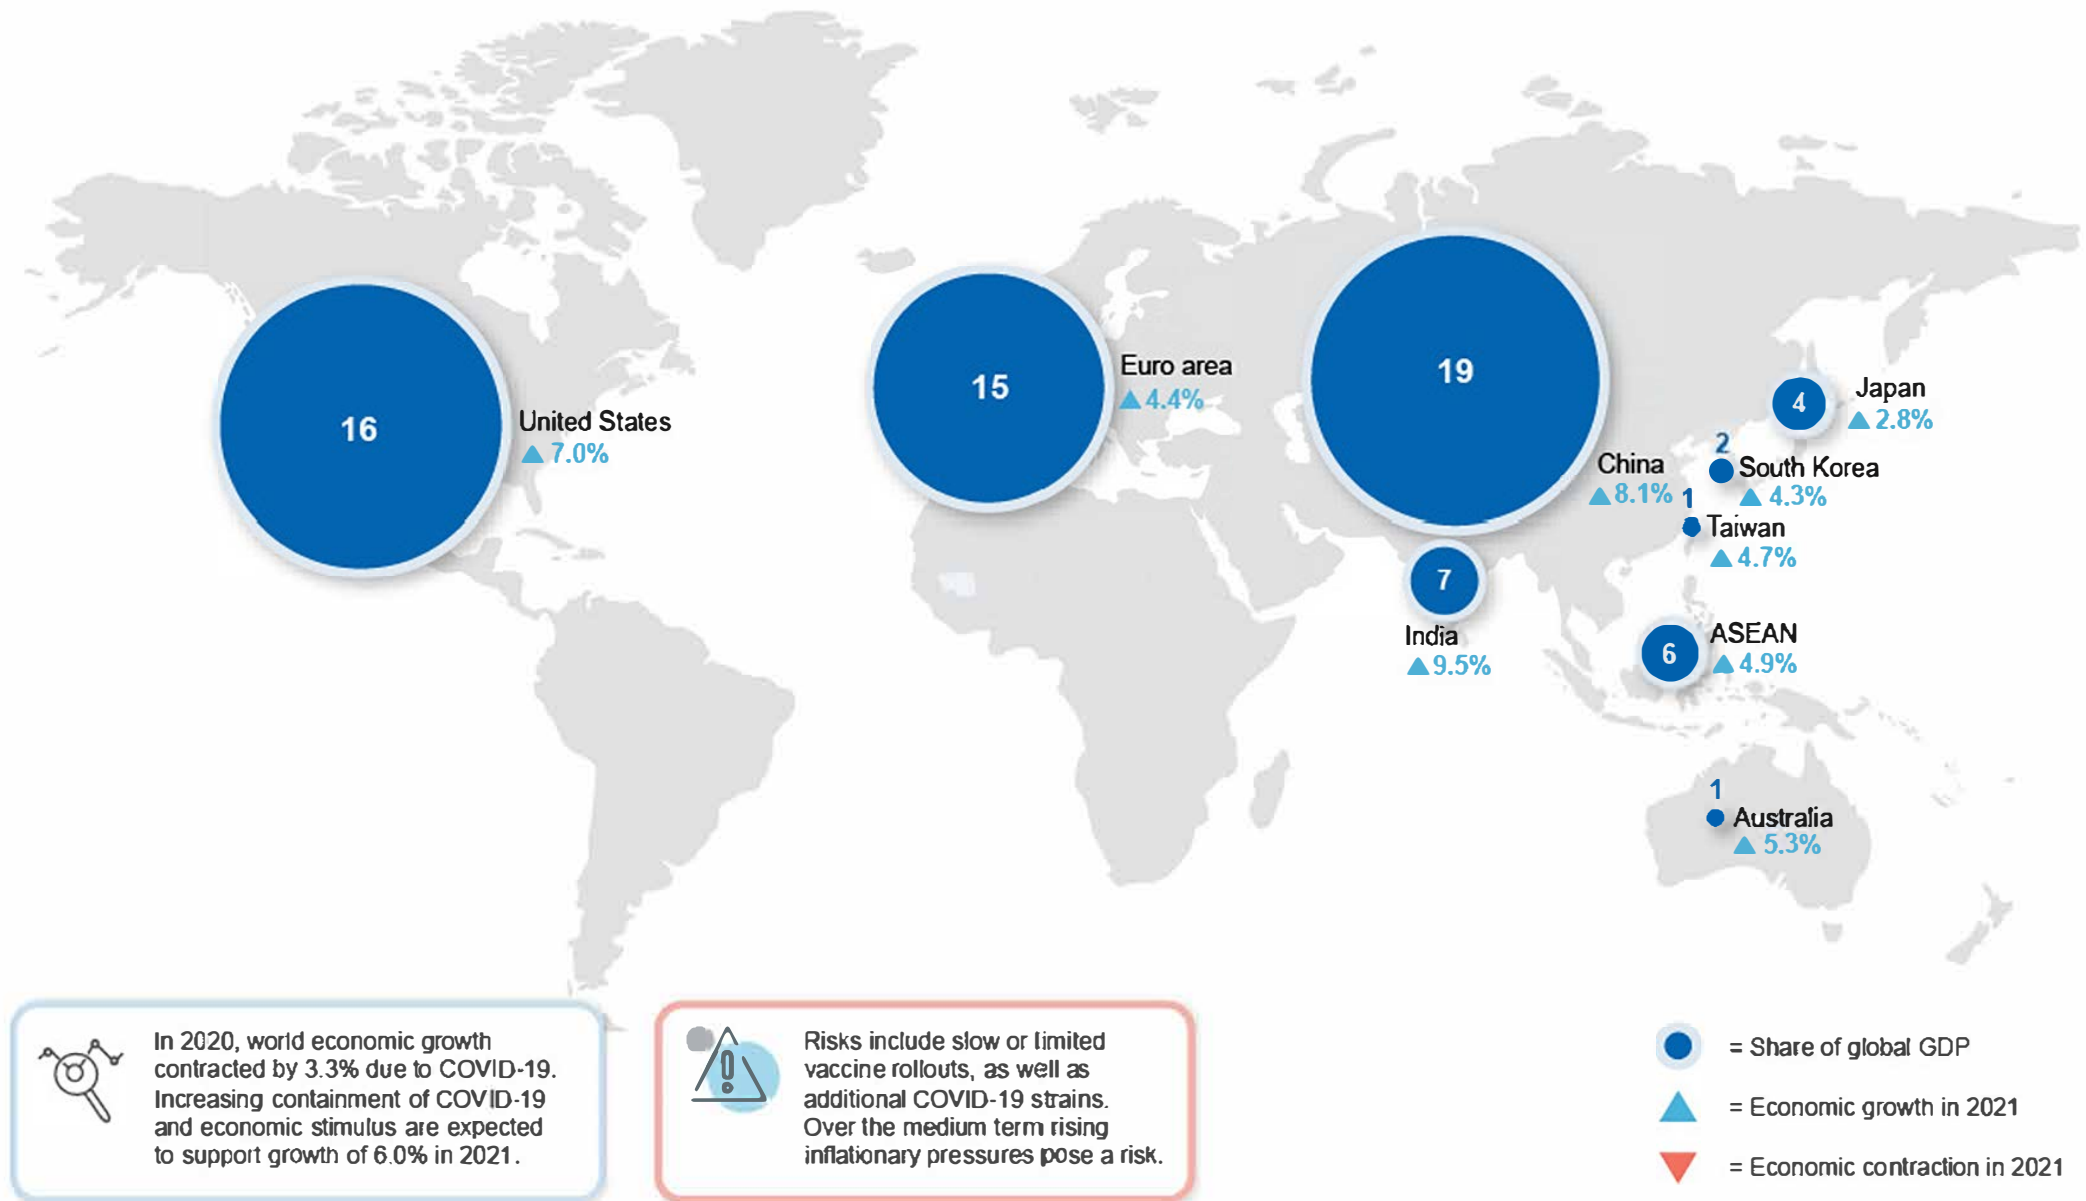 16
United States
7.0%
15
Euro area
4.4%
19
China
8.1%
4
Japan
2.8%
2
South Korea
4.3%
1
Taiwan
4.7%
7
India
9.5%
6
ASEAN
4.9%
1
Australia
5.3%
In 2020, world economic growth
contracted by 3.3% due to COVID-19.
Increasing containment of COVID-19
and economic stimulus are expected
to support growth of 6.0% in 2021.
Risks include slow or limited
vaccine rollouts, as well as
additional COVID-19 strains.
Over the medium term rising
inflationary pressures pose a risk.
= Share of global GDP
= Economic growth in 2021
= Economic contraction in 2021